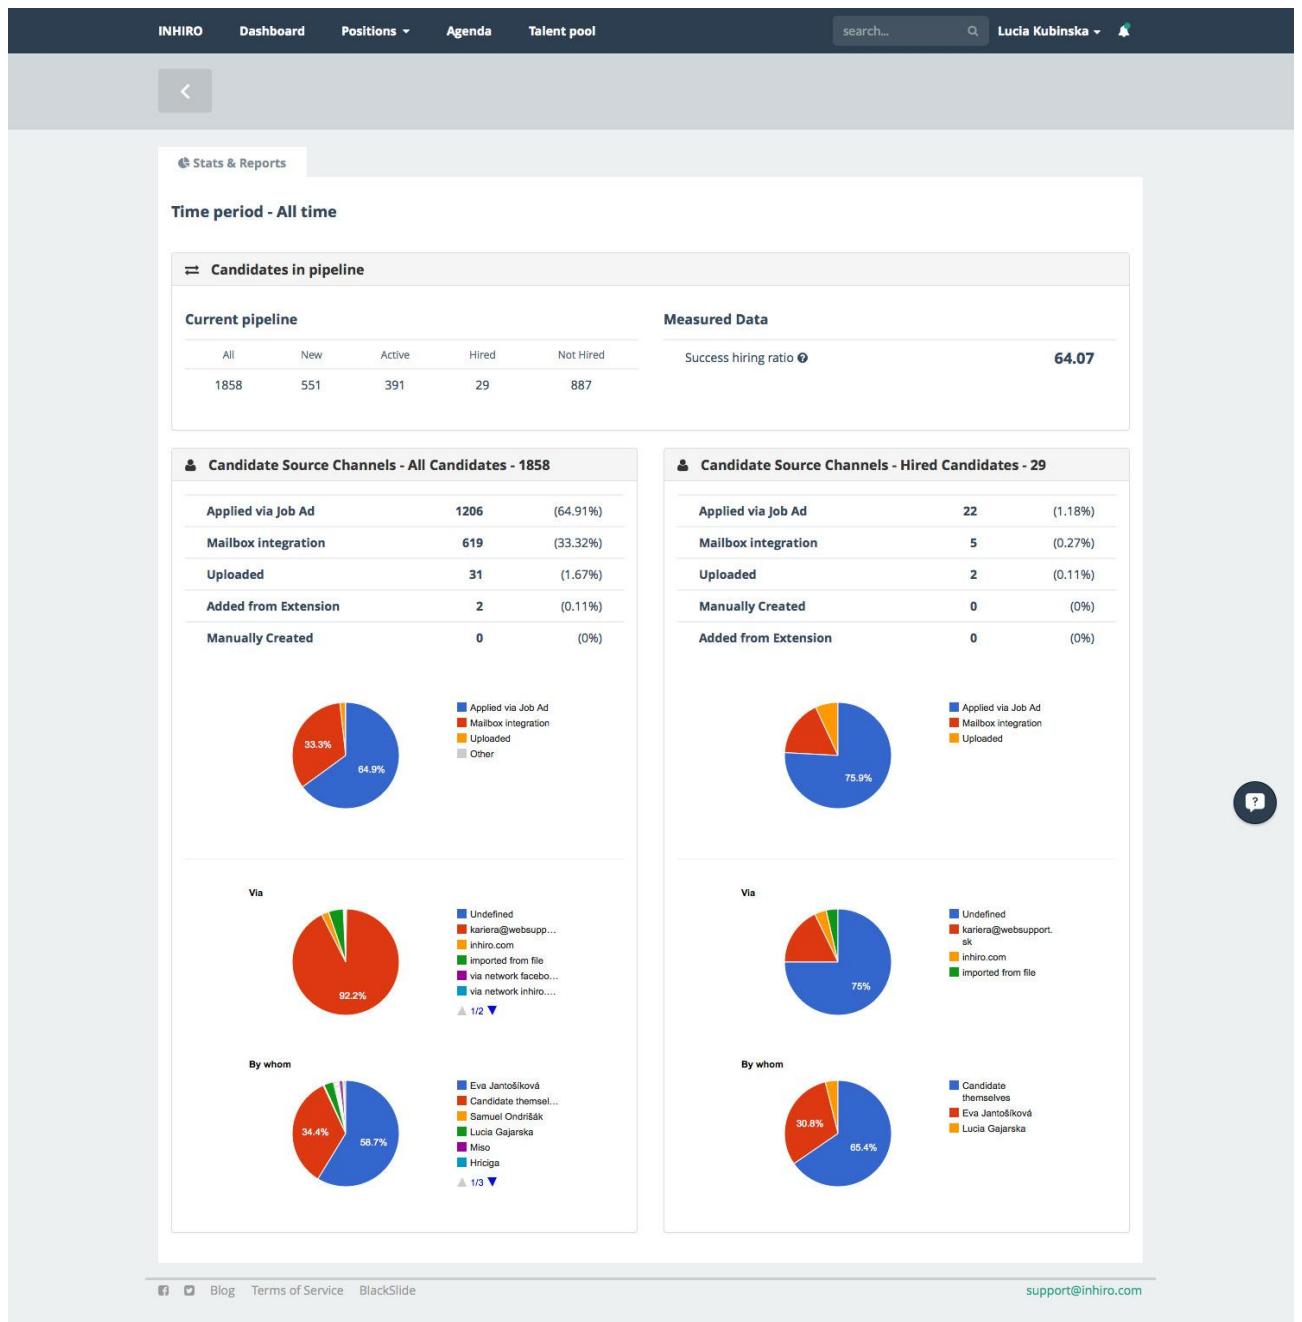 INHIRO Dashboard Positions Agenda Talent pool search... Lucia Kubinska
Stats & Reports
Time period - All time
Candidates in pipeline
Current pipeline
All New Active Hired Not Hired
1858 551 391 29 887
Measured Data
Success hiring ratio ? 64.07
Candidate Source Channels - All Candidates - 1858
Applied via Job Ad 1206 (64.91%)
Mailbox integration 619 (33.32%)
Uploaded 31 (1.67%)
Added from Extension 2 (0.11%)
Manually Created 0 (0%)
33.3%
64.9%
Applied via Job Ad
Mailbox integration
Uploaded
Other
Via
92.2%
Undefined
kariera@websupp...
inhiro.com
imported from file
via network facebo...
via network inhiro....
1/2
By whom
34.4%
58.7%
Eva Jantošíková
Candidate themsel...
Samuel Ondrišák
Lucia Gajarska
Miso
Hriciga
1/3
Candidate Source Channels - Hired Candidates - 29
Applied via Job Ad 22 (1.18%)
Mailbox integration 5 (0.27%)
Uploaded 2 (0.11%)
Manually Created 0 (0%)
Added from Extension 0 (0%)
75.9%
Applied via Job Ad
Mailbox integration
Uploaded
Via
75%
Undefined
kariera@websupport.
sk
inhiro.com
imported from file
By whom
30.8%
65.4%
Candidate
themselves
Eva Jantošíková
Lucia Gajarska
?
Blog Terms of Service BlackSlide support@inhiro.com